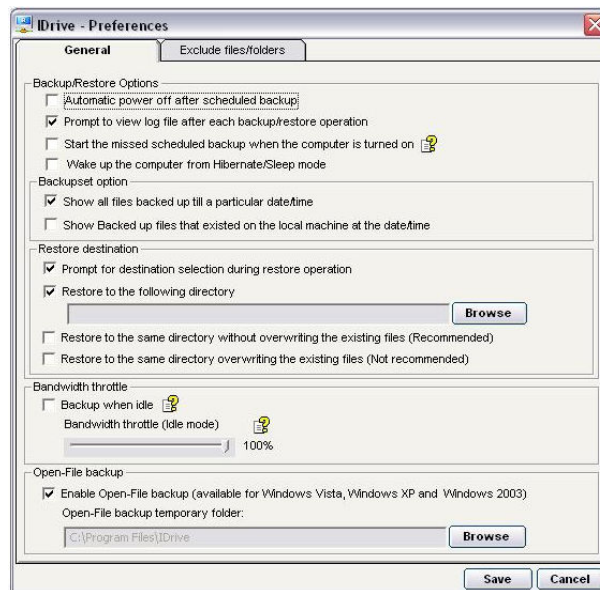 IDrive - Preferences
General
Exclude files/folders
Backup/Restore Options
Automatic power off after scheduled backup
Prompt to view log file after each backup/restore operation
Start the missed scheduled backup when the computer is turned on
Wake up the computer from Hibernate/Sleep mode
Backupset option
Show all files backed up till a particular date/time
Show Backed up files that existed on the local machine at the date/time
Restore destination
Prompt for destination selection during restore operation
Restore to the following directory
Browse
Restore to the same directory without overwriting the existing files (Recommended)
Restore to the same directory overwriting the existing files (Not recommended)
Bandwidth throttle
Backup when idle
Bandwidth throttle (Idle mode)
100%
Open-File backup
Enable Open-File backup (available for Windows Vista, Windows XP and Windows 2003)
Open-File backup temporary folder:
C:\Program Files\IDrive
Browse
Save
Cancel